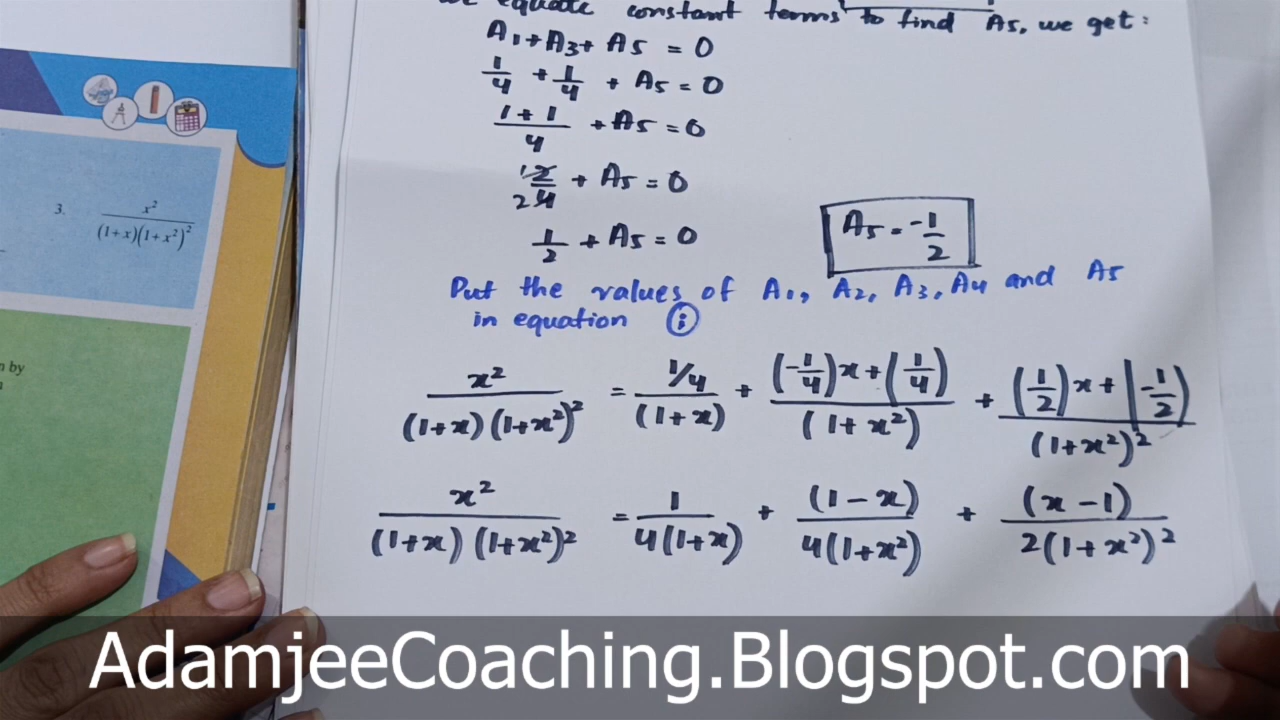 we equate constant terms to find A5, we get:
A1+A3+ A5 = 0
1/4 + 1/4 + A5 = 0
(1+1)/4 + A5 = 0
2/4 + A5 = 0
1/2 + A5 = 0
A5 = -1/2
Put the values of A1, A2, A3, A4 and A5
in equation (i)
x²/((1+x)(1+x²)²) = (1/4)/(1+x) + ((-1/4)x+(1/4))/(1+x²) + ((1/2)x+(-1/2))/(1+x²)²
x²/((1+x)(1+x²)²) = 1/(4(1+x)) + (1-x)/(4(1+x²)) + (x-1)/(2(1+x²)²)
3. x²/((1+x)(1+x²)²)
n by
AdamjeeCoaching.Blogspot.com